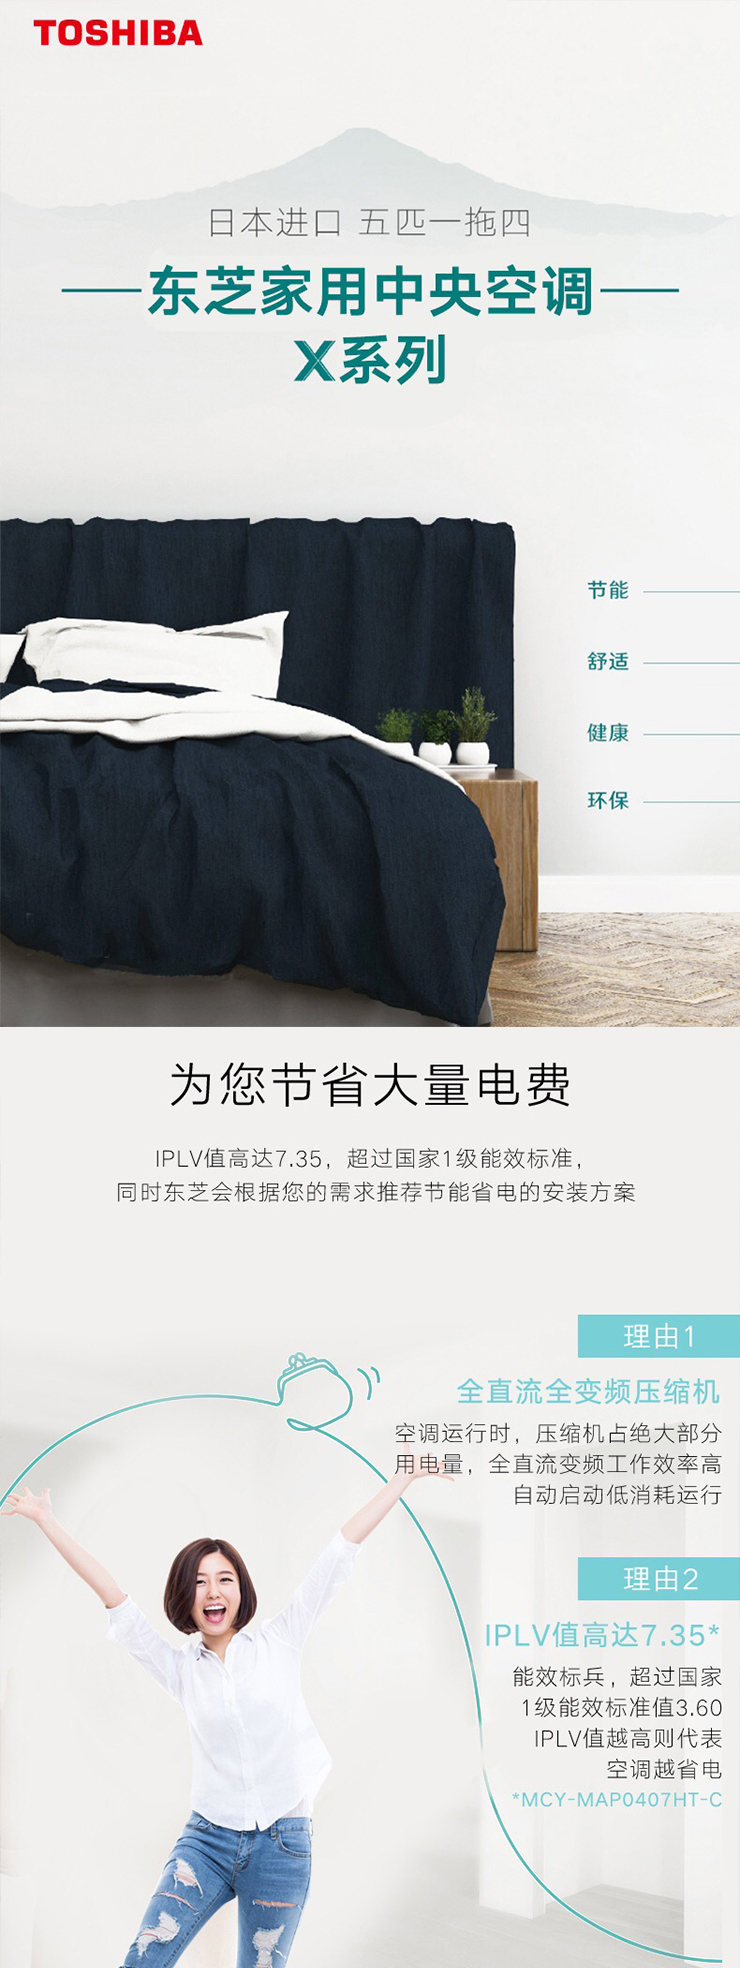 TOSHIBA
日本进口 五匹一拖四
东芝家用中央空调
X系列
节能
舒适
健康
环保
为您节省大量电费
IPLV值高达7.35，超过国家1级能效标准，
同时东芝会根据您的需求推荐节能省电的安装方案
理由1
全直流全变频压缩机
空调运行时，压缩机占绝大部分
用电量，全直流变频工作效率高
自动启动低消耗运行
理由2
IPLV值高达7.35*
能效标兵，超过国家
1级能效标准值3.60
IPLV值越高则代表
空调越省电
*MCY-MAP0407HT-C